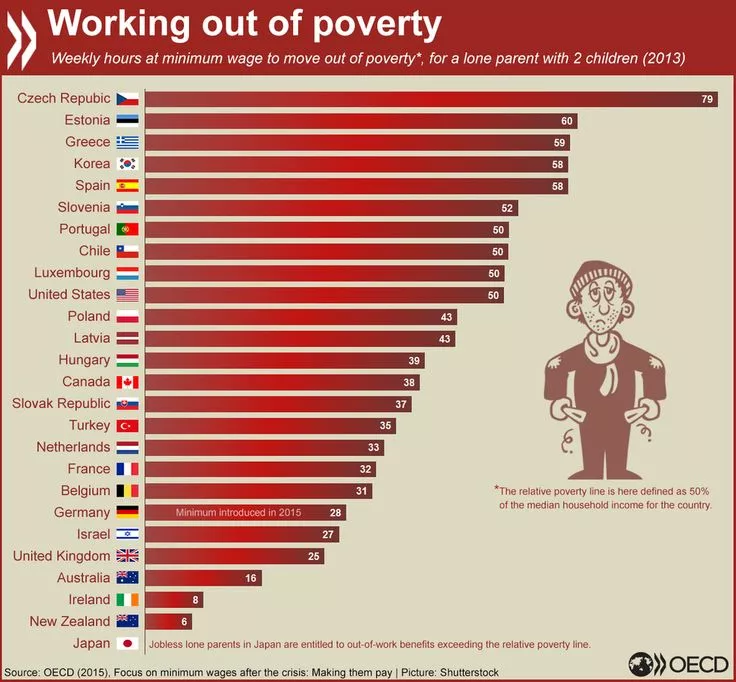 Working out of poverty
Weekly hours at minimum wage to move out of poverty*, for a lone parent with 2 children (2013)
Czech Repubic 79
Estonia 60
Greece 59
Korea 58
Spain 58
Slovenia 52
Portugal 50
Chile 50
Luxembourg 50
United States 50
Poland 43
Latvia 43
Hungary 39
Canada 38
Slovak Republic 37
Turkey 35
Netherlands 33
France 32
Belgium 31
Germany Minimum introduced in 2015 28
Israel 27
United Kingdom 25
Australia 16
Ireland 8
New Zealand 6
Japan Jobless lone parents in Japan are entitled to out-of-work benefits exceeding the relative poverty line.
*The relative poverty line is here defined as 50%
of the median household income for the country.
Source: OECD (2015), Focus on minimum wages after the crisis: Making them pay | Picture: Shutterstock
OECD